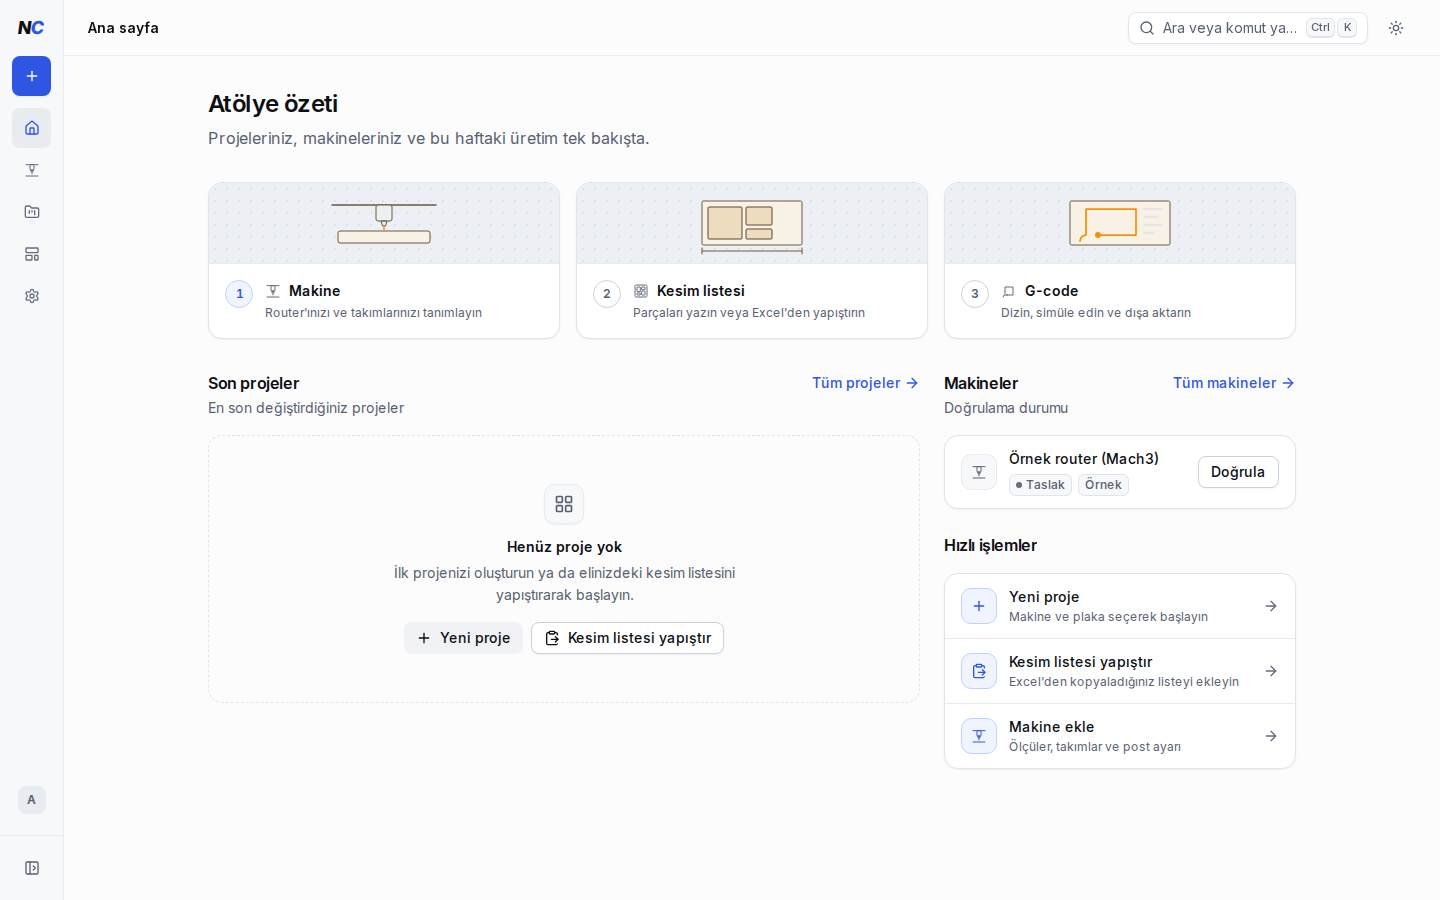 NC
Ana sayfa
Ara veya komut ya... Ctrl K
Atölye özeti
Projeleriniz, makineleriniz ve bu haftaki üretim tek bakışta.
1 Makine
Router'ınızı ve takımlarınızı tanımlayın
2 Kesim listesi
Parçaları yazın veya Excel'den yapıştırın
3 G-code
Dizin, simüle edin ve dışa aktarın
Son projeler
Tüm projeler
En son değiştirdiğiniz projeler
Henüz proje yok
İlk projenizi oluşturun ya da elinizdeki kesim listesini
yapıştırarak başlayın.
Yeni proje
Kesim listesi yapıştır
Makineler
Tüm makineler
Doğrulama durumu
Örnek router (Mach3)
Taslak
Örnek
Doğrula
Hızlı işlemler
Yeni proje
Makine ve plaka seçerek başlayın
Kesim listesi yapıştır
Excel'den kopyaladığınız listeyi ekleyin
Makine ekle
Ölçüler, takımlar ve post ayarı
A